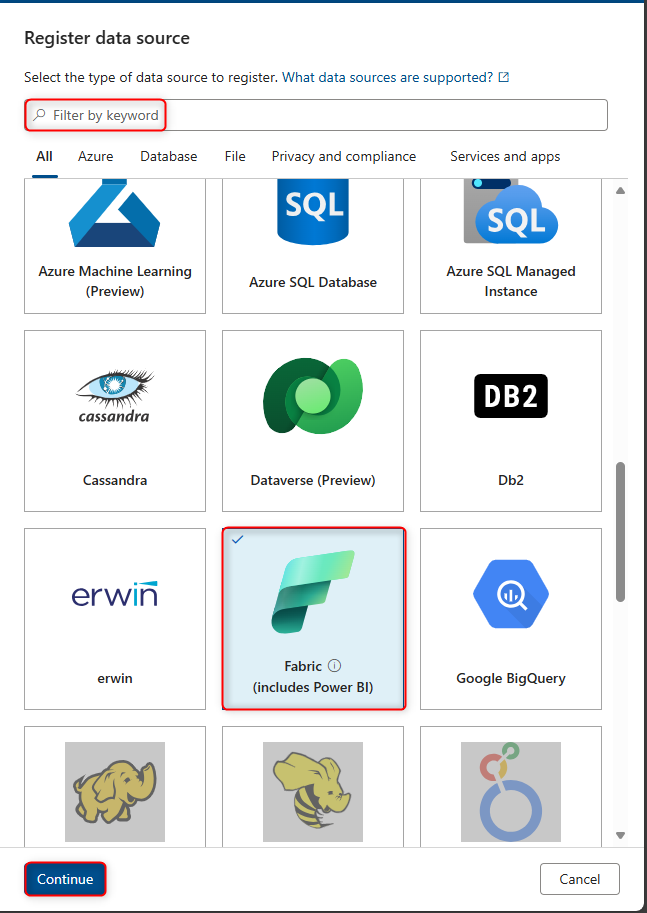 Register data source
Select the type of data source to register. What data sources are supported?
Filter by keyword
All Azure Database File Privacy and compliance Services and apps
SQL
SQL
Azure Machine Learning
(Preview)
Azure SQL Database
Azure SQL Managed
Instance
cassandra
DB2
Cassandra
Dataverse (Preview)
Db2
erwin
erwin
Fabric
(includes Power BI)
Google BigQuery
Continue
Cancel